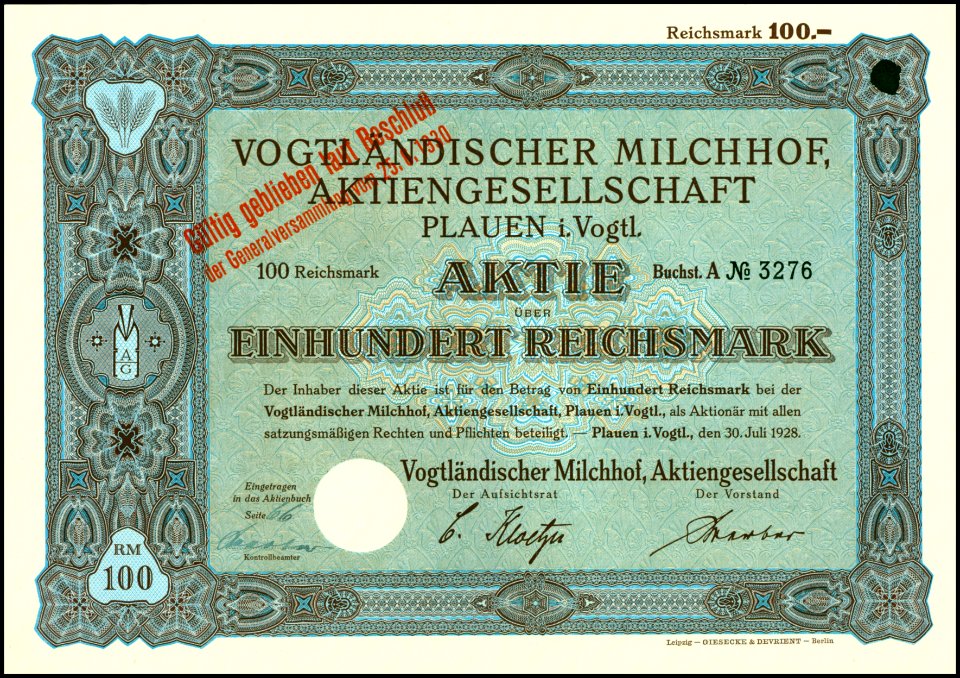 Reichsmark 100.—
VOGTLÄNDISCHER MILCHHOF,
AKTIENGESELLSCHAFT
PLAUEN i. Vogtl.
Gültig geblieben laut Beschluß
der Generalversammlung vom 25. 1930
100 Reichsmark
AKTIE
Buchst. A № 3276
ÜBER
EINHUNDERT REICHSMARK
Der Inhaber dieser Aktie ist für den Betrag von Einhundert Reichsmark bei der
Vogtländischer Milchhof, Aktiengesellschaft, Plauen i. Vogtl., als Aktionär mit allen
satzungsmäßigen Rechten und Pflichten beteiligt. — Plauen i. Vogtl., den 30. Juli 1928.
Vogtländischer Milchhof, Aktiengesellschaft
Der Aufsichtsrat
Der Vorstand
Eingetragen
in das Aktienbuch
Seite 66
Kontrollbeamter
AG
RM
100
Leipzig — GIESECKE & DEVRIENT — Berlin